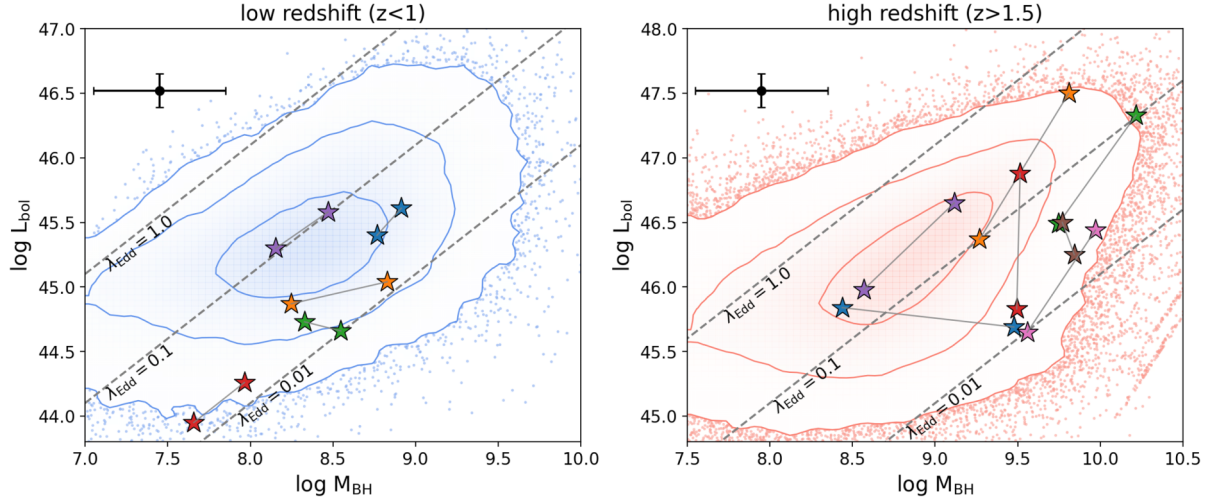 low redshift (z<1)
47.0
46.5
46.0
45.5
45.0
44.5
44.0
log L_bol
λ_Edd = 1.0
λ_Edd = 0.1
λ_Edd = 0.01
7.0 7.5 8.0 8.5 9.0 9.5 10.0
log M_BH
high redshift (z>1.5)
48.0
47.5
47.0
46.5
46.0
45.5
45.0
log L_bol
λ_Edd = 1.0
λ_Edd = 0.1
λ_Edd = 0.01
7.5 8.0 8.5 9.0 9.5 10.0 10.5
log M_BH